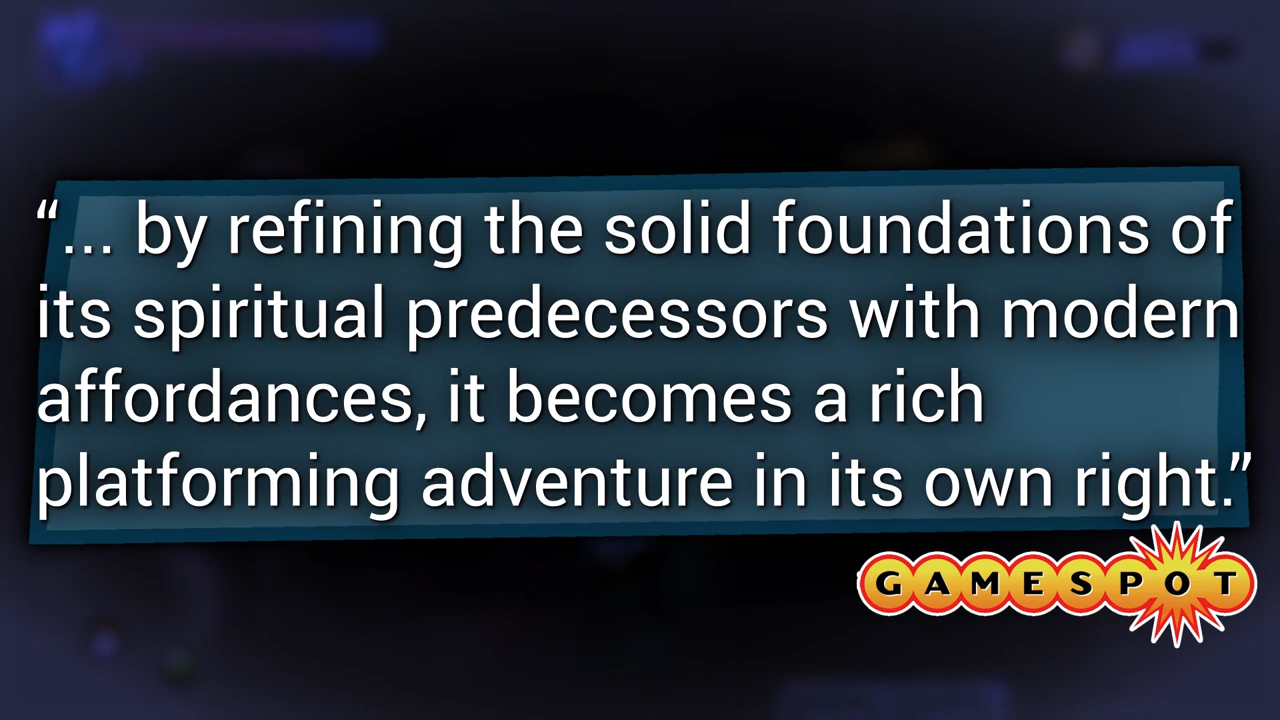 “... by refining the solid foundations of
its spiritual predecessors with modern
affordances, it becomes a rich
platforming adventure in its own right.”
GAMESPOT